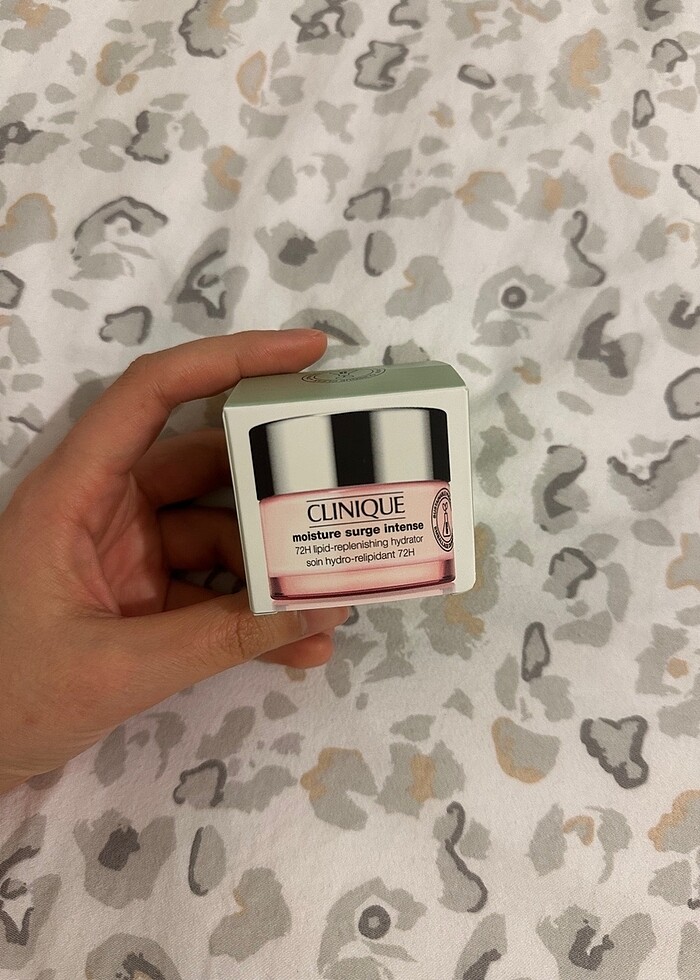 CLINIQUE
moisture surge intense
72H lipid-replenishing hydrator
soin hydro-relipidant 72H